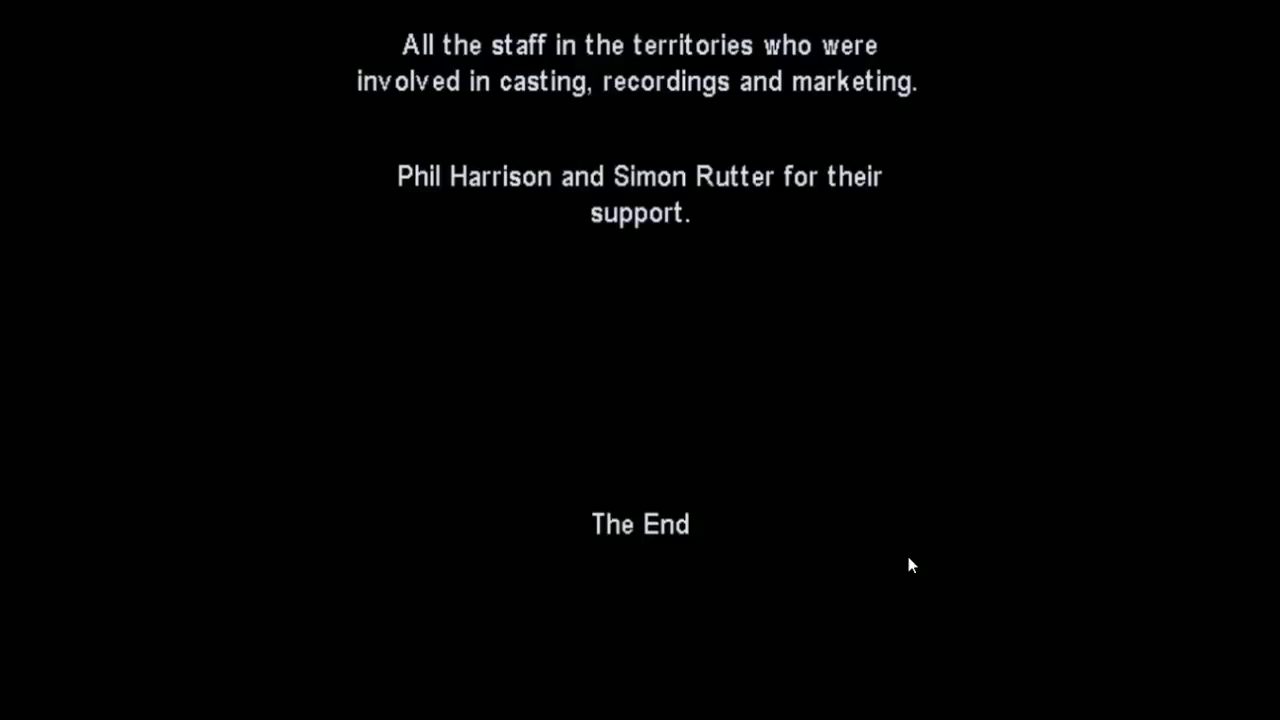 All the staff in the territories who were
involved in casting, recordings and marketing.
Phil Harrison and Simon Rutter for their
support.
The End